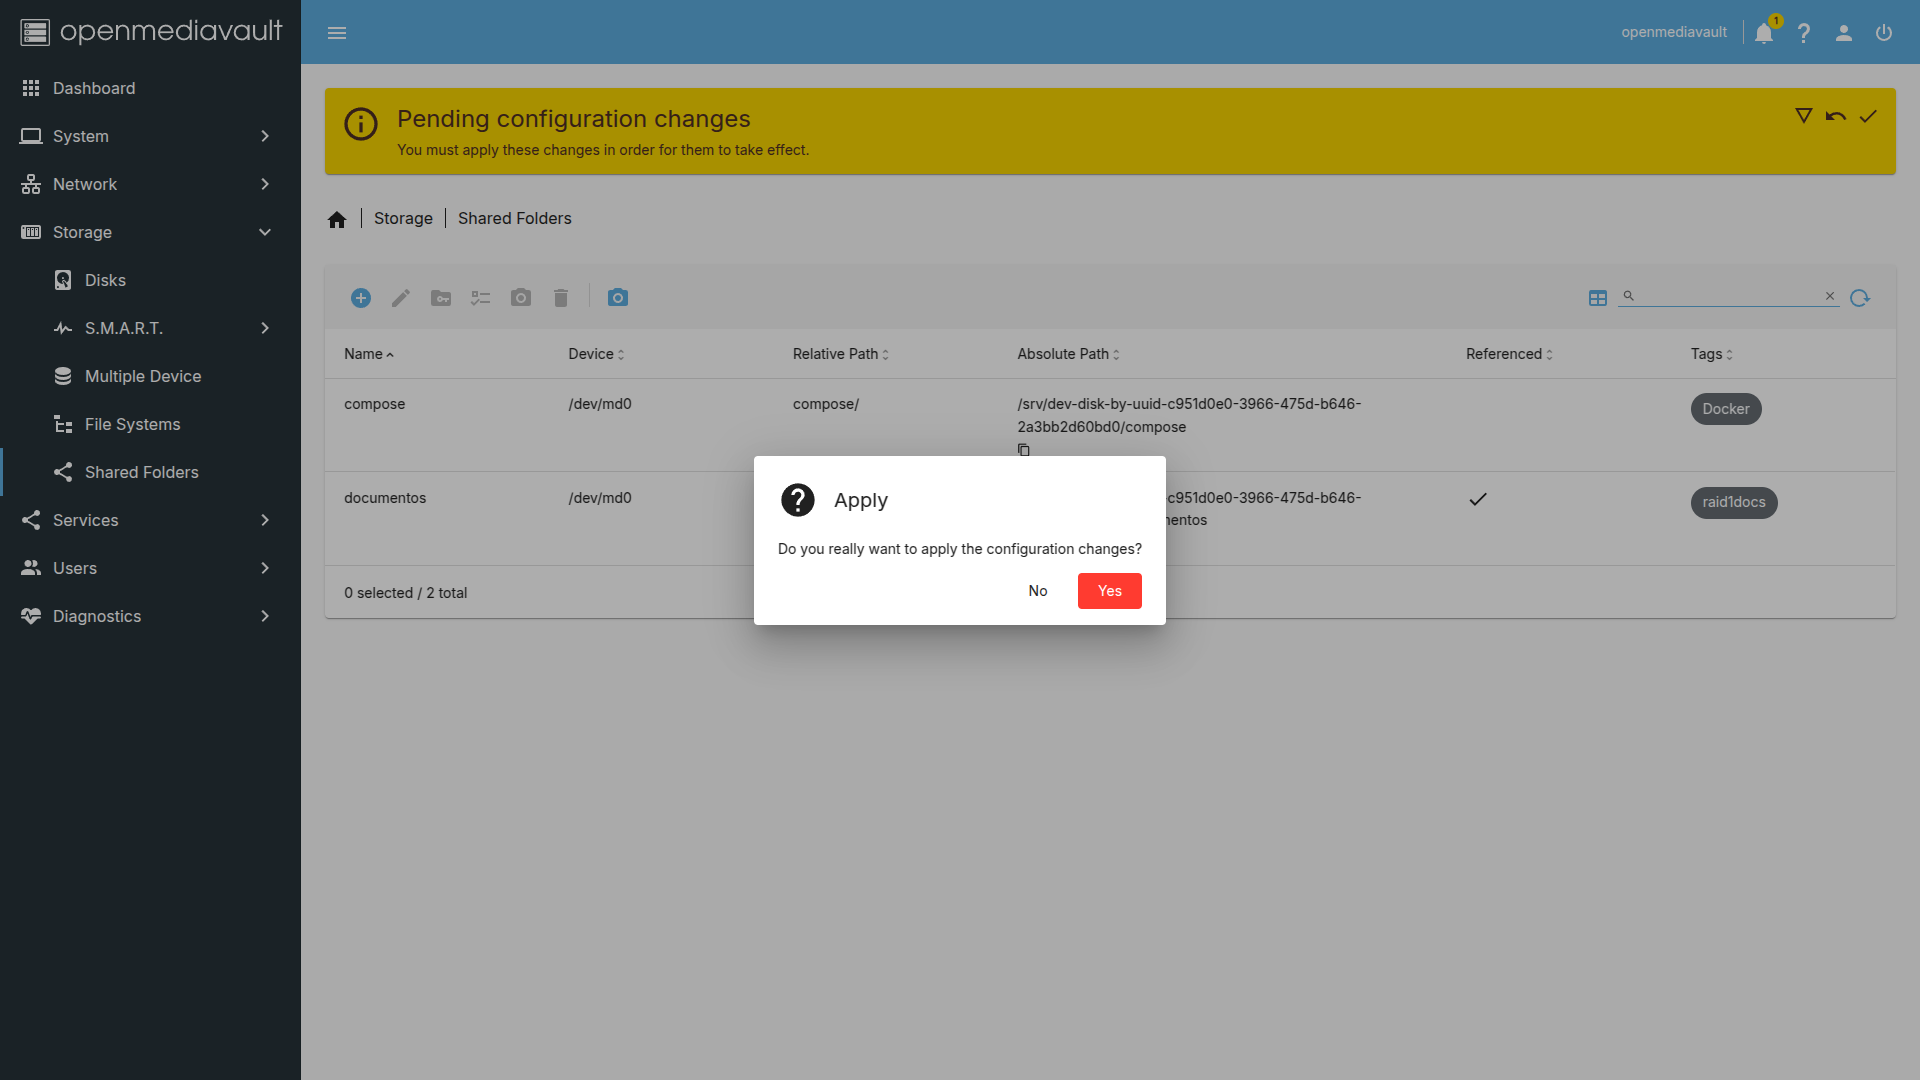 openmediavault
openmediavault
1
Dashboard
System
Network
Storage
Disks
S.M.A.R.T.
Multiple Device
File Systems
Shared Folders
Services
Users
Diagnostics
Pending configuration changes
You must apply these changes in order for them to take effect.
Storage
Shared Folders
Name Device Relative Path Absolute Path Referenced Tags
compose /dev/md0 compose/ /srv/dev-disk-by-uuid-c951d0e0-3966-475d-b646- Docker
2a3bb2d60bd0/compose
documentos /dev/md0 -c951d0e0-3966-475d-b646- raid1docs
mentos
0 selected / 2 total
Apply
Do you really want to apply the configuration changes?
No
Yes